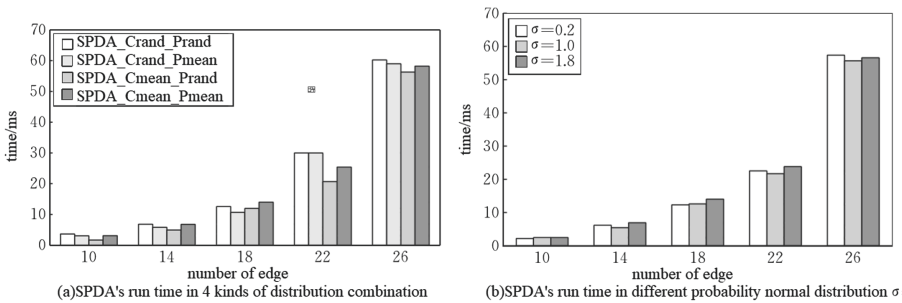 70
60
50
40
30
20
10
0
time/ms
SPDA_Crand_Prand
SPDA_Crand_Pmean
SPDA_Cmean_Prand
SPDA_Cmean_Pmean
10 14 18 22 26
number of edge
(a)SPDA's run time in 4 kinds of distribution combination
70
60
50
40
30
20
10
0
time/ms
σ=0.2
σ=1.0
σ=1.8
10 14 18 22 26
number of edge
(b)SPDA's run time in different probability normal distribution σ